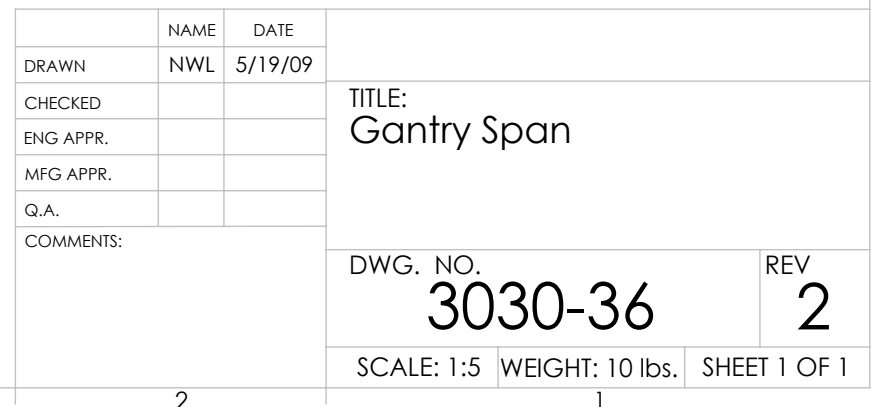 NAME DATE
DRAWN NWL 5/19/09
CHECKED
ENG APPR.
MFG APPR.
Q.A.
COMMENTS:
TITLE:
Gantry Span
DWG. NO.
3030-36
REV
2
SCALE: 1:5 WEIGHT: 10 lbs. SHEET 1 OF 1
2 1